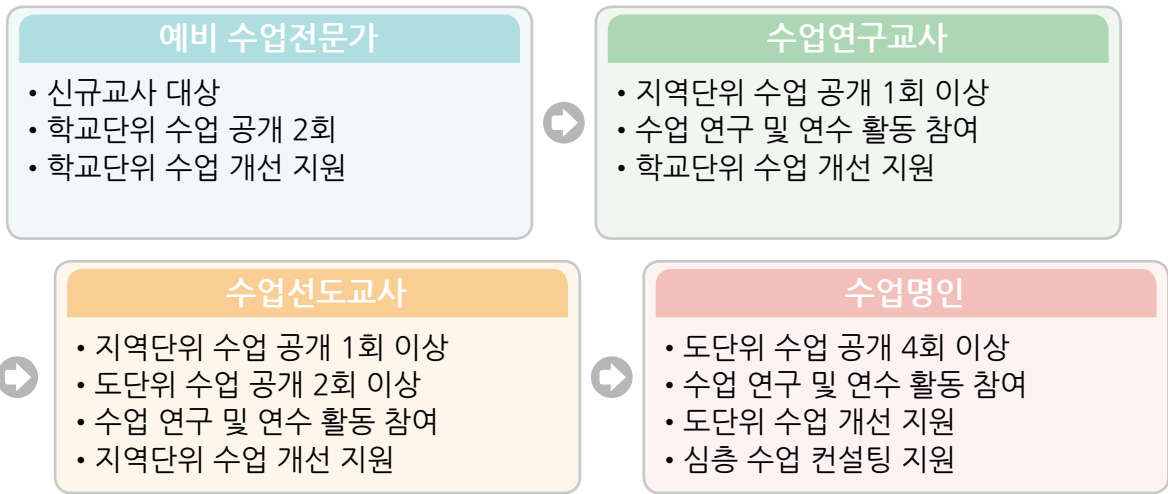 예비 수업전문가
• 신규교사 대상
• 학교단위 수업 공개 2회
• 학교단위 수업 개선 지원
수업연구교사
• 지역단위 수업 공개 1회 이상
• 수업 연구 및 연수 활동 참여
• 학교단위 수업 개선 지원
수업선도교사
• 지역단위 수업 공개 1회 이상
• 도단위 수업 공개 2회 이상
• 수업 연구 및 연수 활동 참여
• 지역단위 수업 개선 지원
수업명인
• 도단위 수업 공개 4회 이상
• 수업 연구 및 연수 활동 참여
• 도단위 수업 개선 지원
• 심층 수업 컨설팅 지원